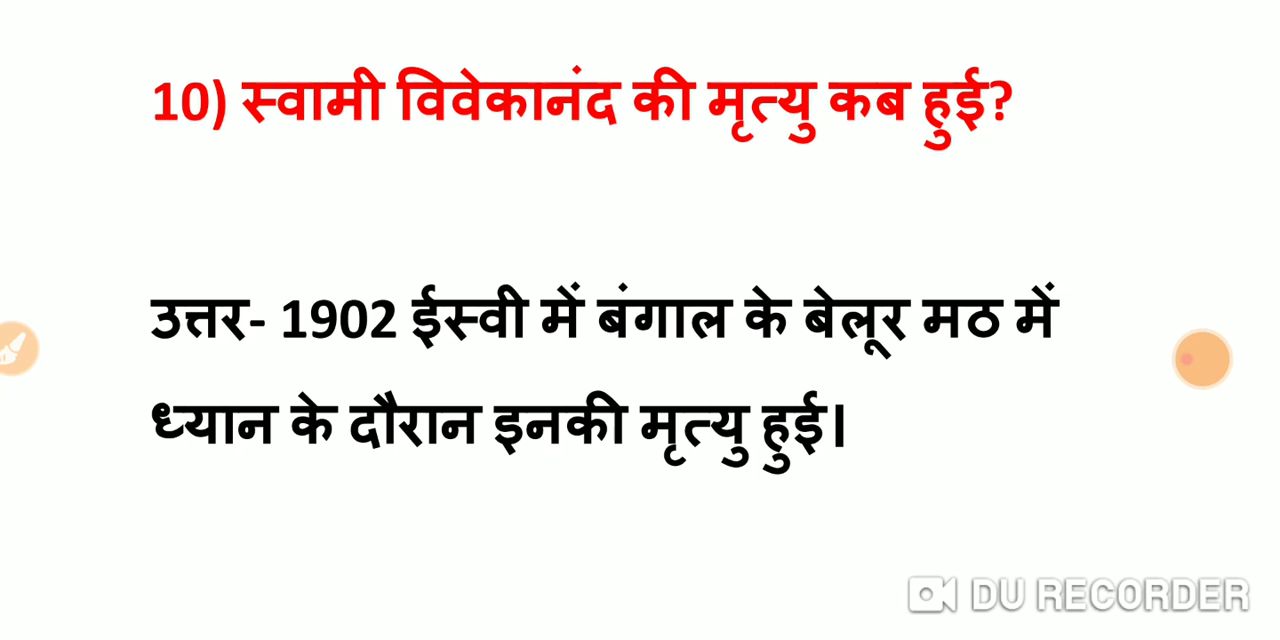 10) स्वामी विवेकानंद की मृत्यु कब हुई?
उत्तर- 1902 ईस्वी में बंगाल के बेलूर मठ में
ध्यान के दौरान इनकी मृत्यु हुई।
DU RECORDER